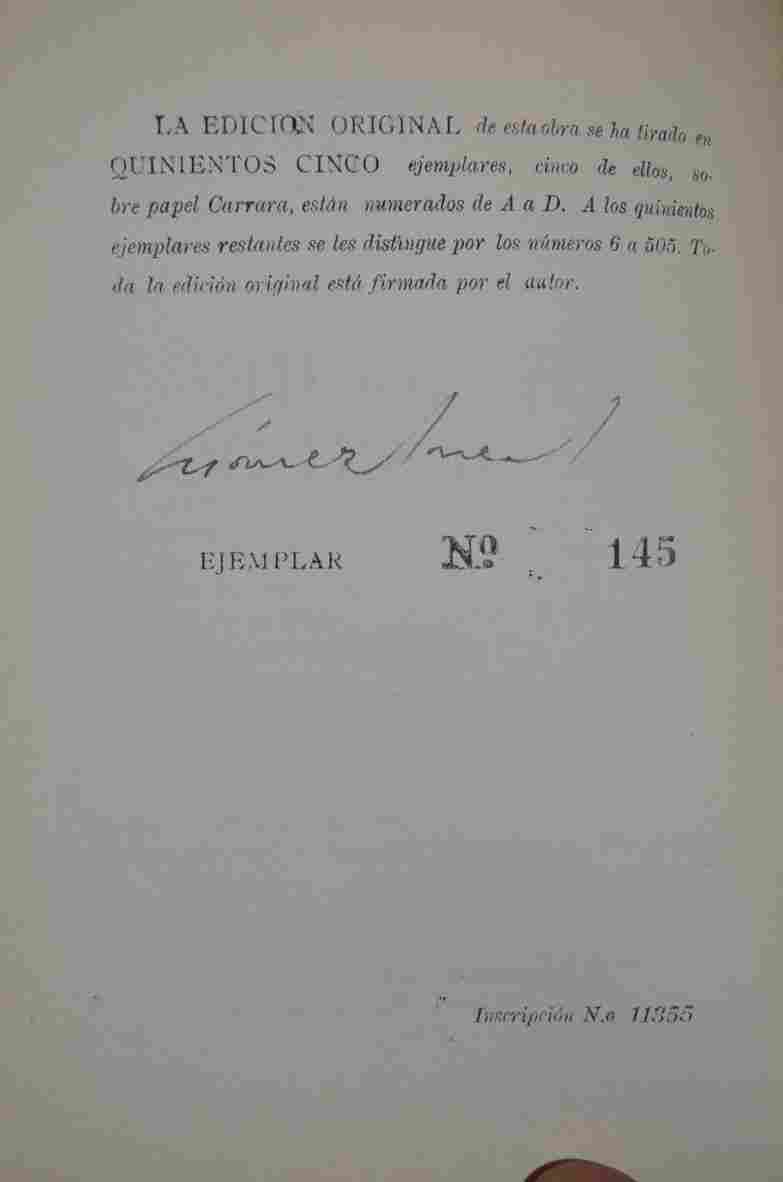 LA EDICION ORIGINAL de esta obra se ha tirado en
QUINIENTOS CINCO ejemplares, cinco de ellos, so-
bre papel Carrara, están numerados de A a D. A los quinientos
ejemplares restantes se les distingue por los números 6 a 505. To-
da la edición original está firmada por el autor.
EJEMPLAR Nº 145
Inscripción N.o 11355